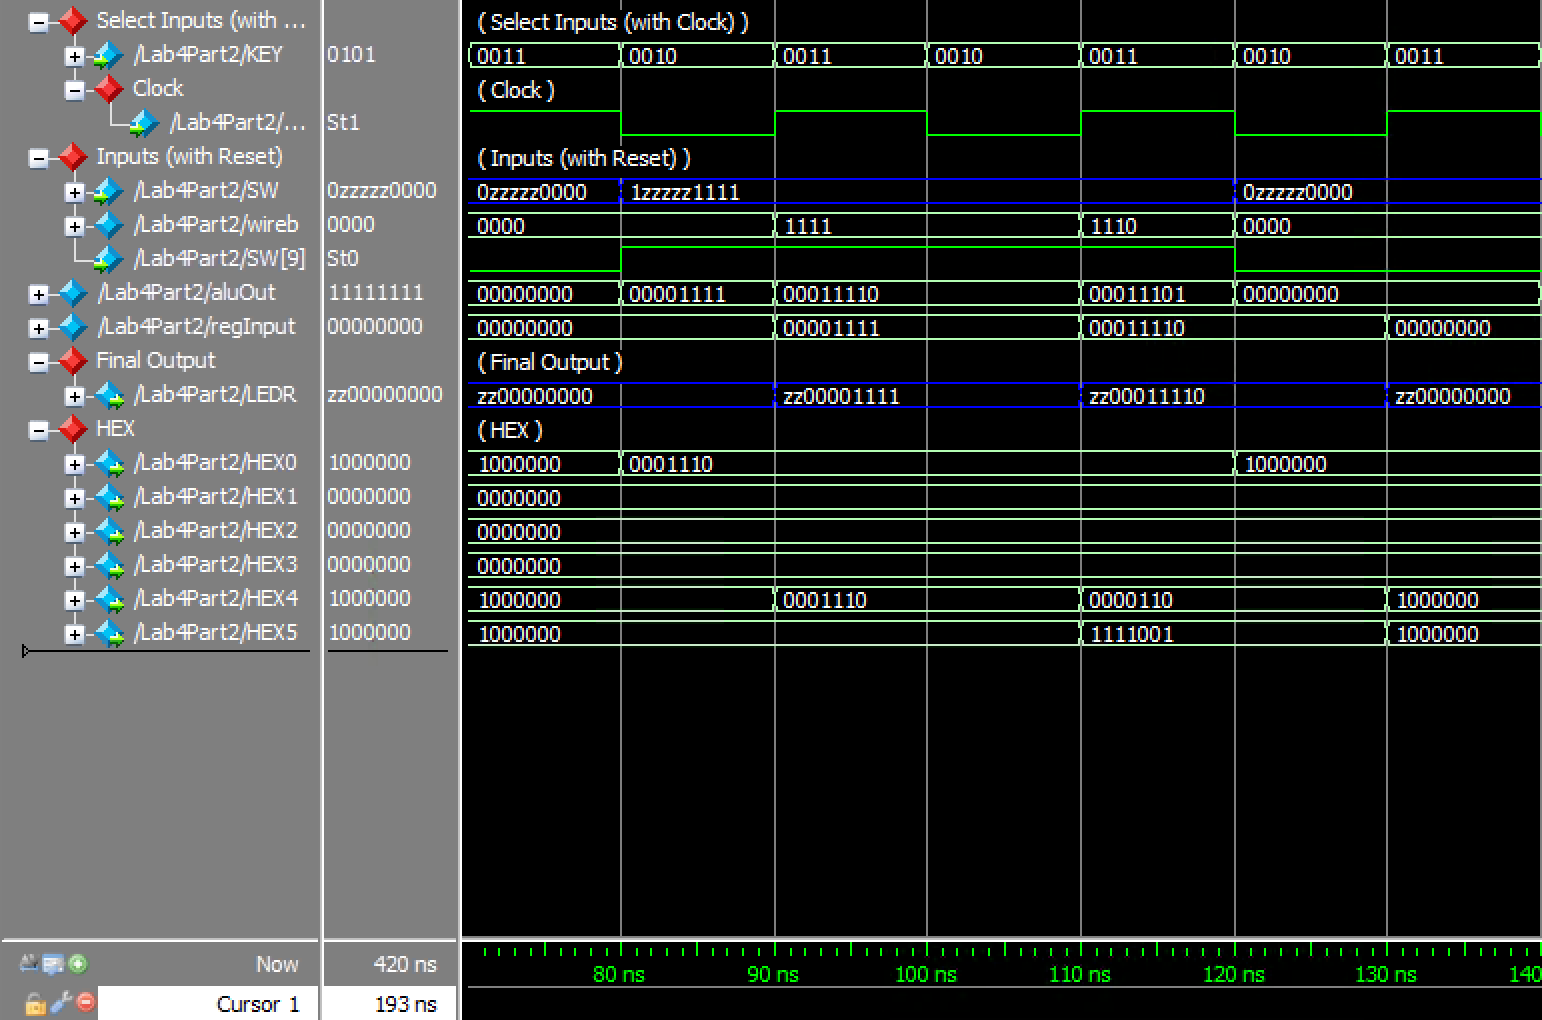 Select Inputs (with ... ( Select Inputs (with Clock) )
/Lab4Part2/KEY 0101 0011 0010 0011 0010 0011 0010 0011
Clock ( Clock )
/Lab4Part2/... St1
Inputs (with Reset) ( Inputs (with Reset) )
/Lab4Part2/SW 0zzzzz0000 0zzzzz0000 1zzzzz1111 0zzzzz0000
/Lab4Part2/wireb 0000 0000 1111 1110 0000
/Lab4Part2/SW[9] St0
/Lab4Part2/aluOut 11111111 00000000 00001111 00011110 00011101 00000000
/Lab4Part2/regInput 00000000 00000000 00001111 00011110 00000000
Final Output ( Final Output )
/Lab4Part2/LEDR zz00000000 zz00000000 zz00001111 zz00011110 zz00000000
HEX ( HEX )
/Lab4Part2/HEX0 1000000 1000000 0001110 1000000
/Lab4Part2/HEX1 0000000 0000000
/Lab4Part2/HEX2 0000000 0000000
/Lab4Part2/HEX3 0000000 0000000
/Lab4Part2/HEX4 1000000 1000000 0001110 0000110 1000000
/Lab4Part2/HEX5 1000000 1000000 1111001 1000000
Now 420 ns 80 ns 90 ns 100 ns 110 ns 120 ns 130 ns 140
Cursor 1 193 ns